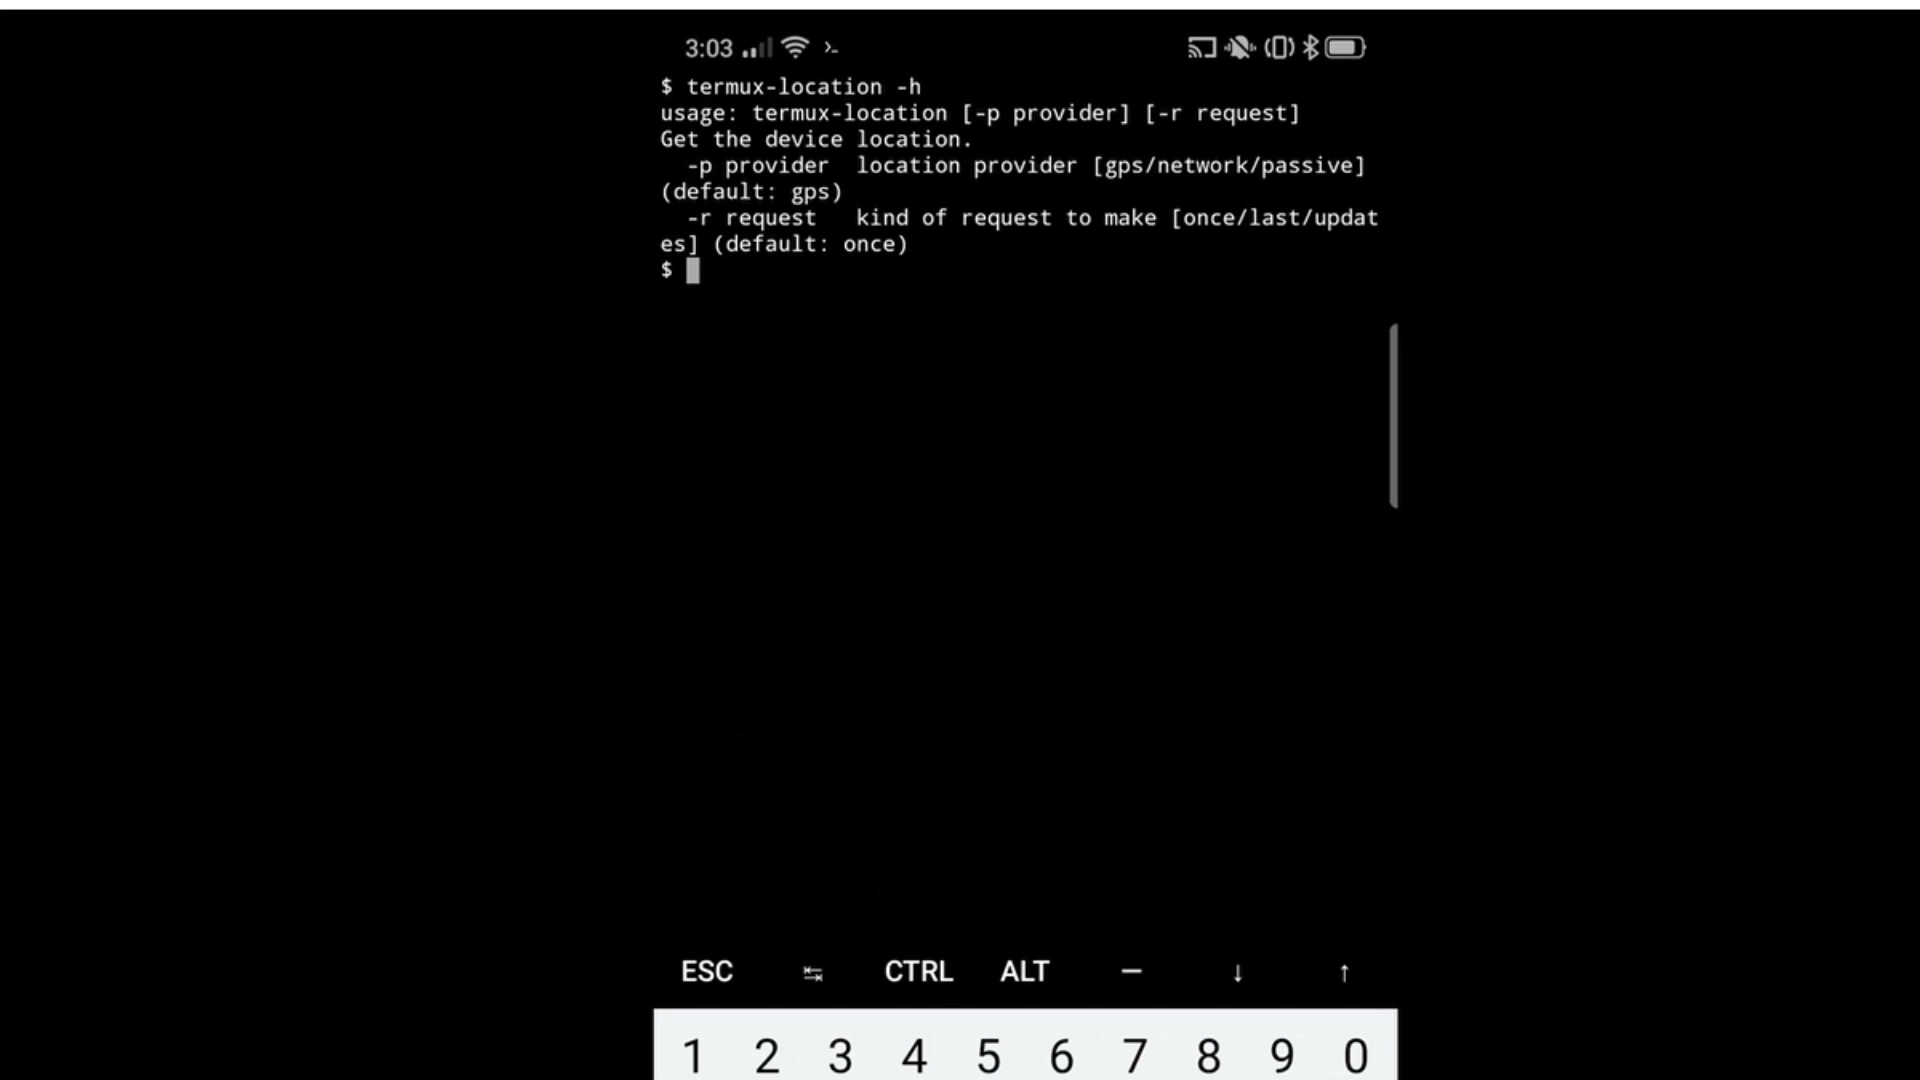 3:03
$ termux-location -h
usage: termux-location [-p provider] [-r request]
Get the device location.
  -p provider  location provider [gps/network/passive]
(default: gps)
  -r request   kind of request to make [once/last/updat
es] (default: once)
$
ESC CTRL ALT — ↓ ↑
1 2 3 4 5 6 7 8 9 0